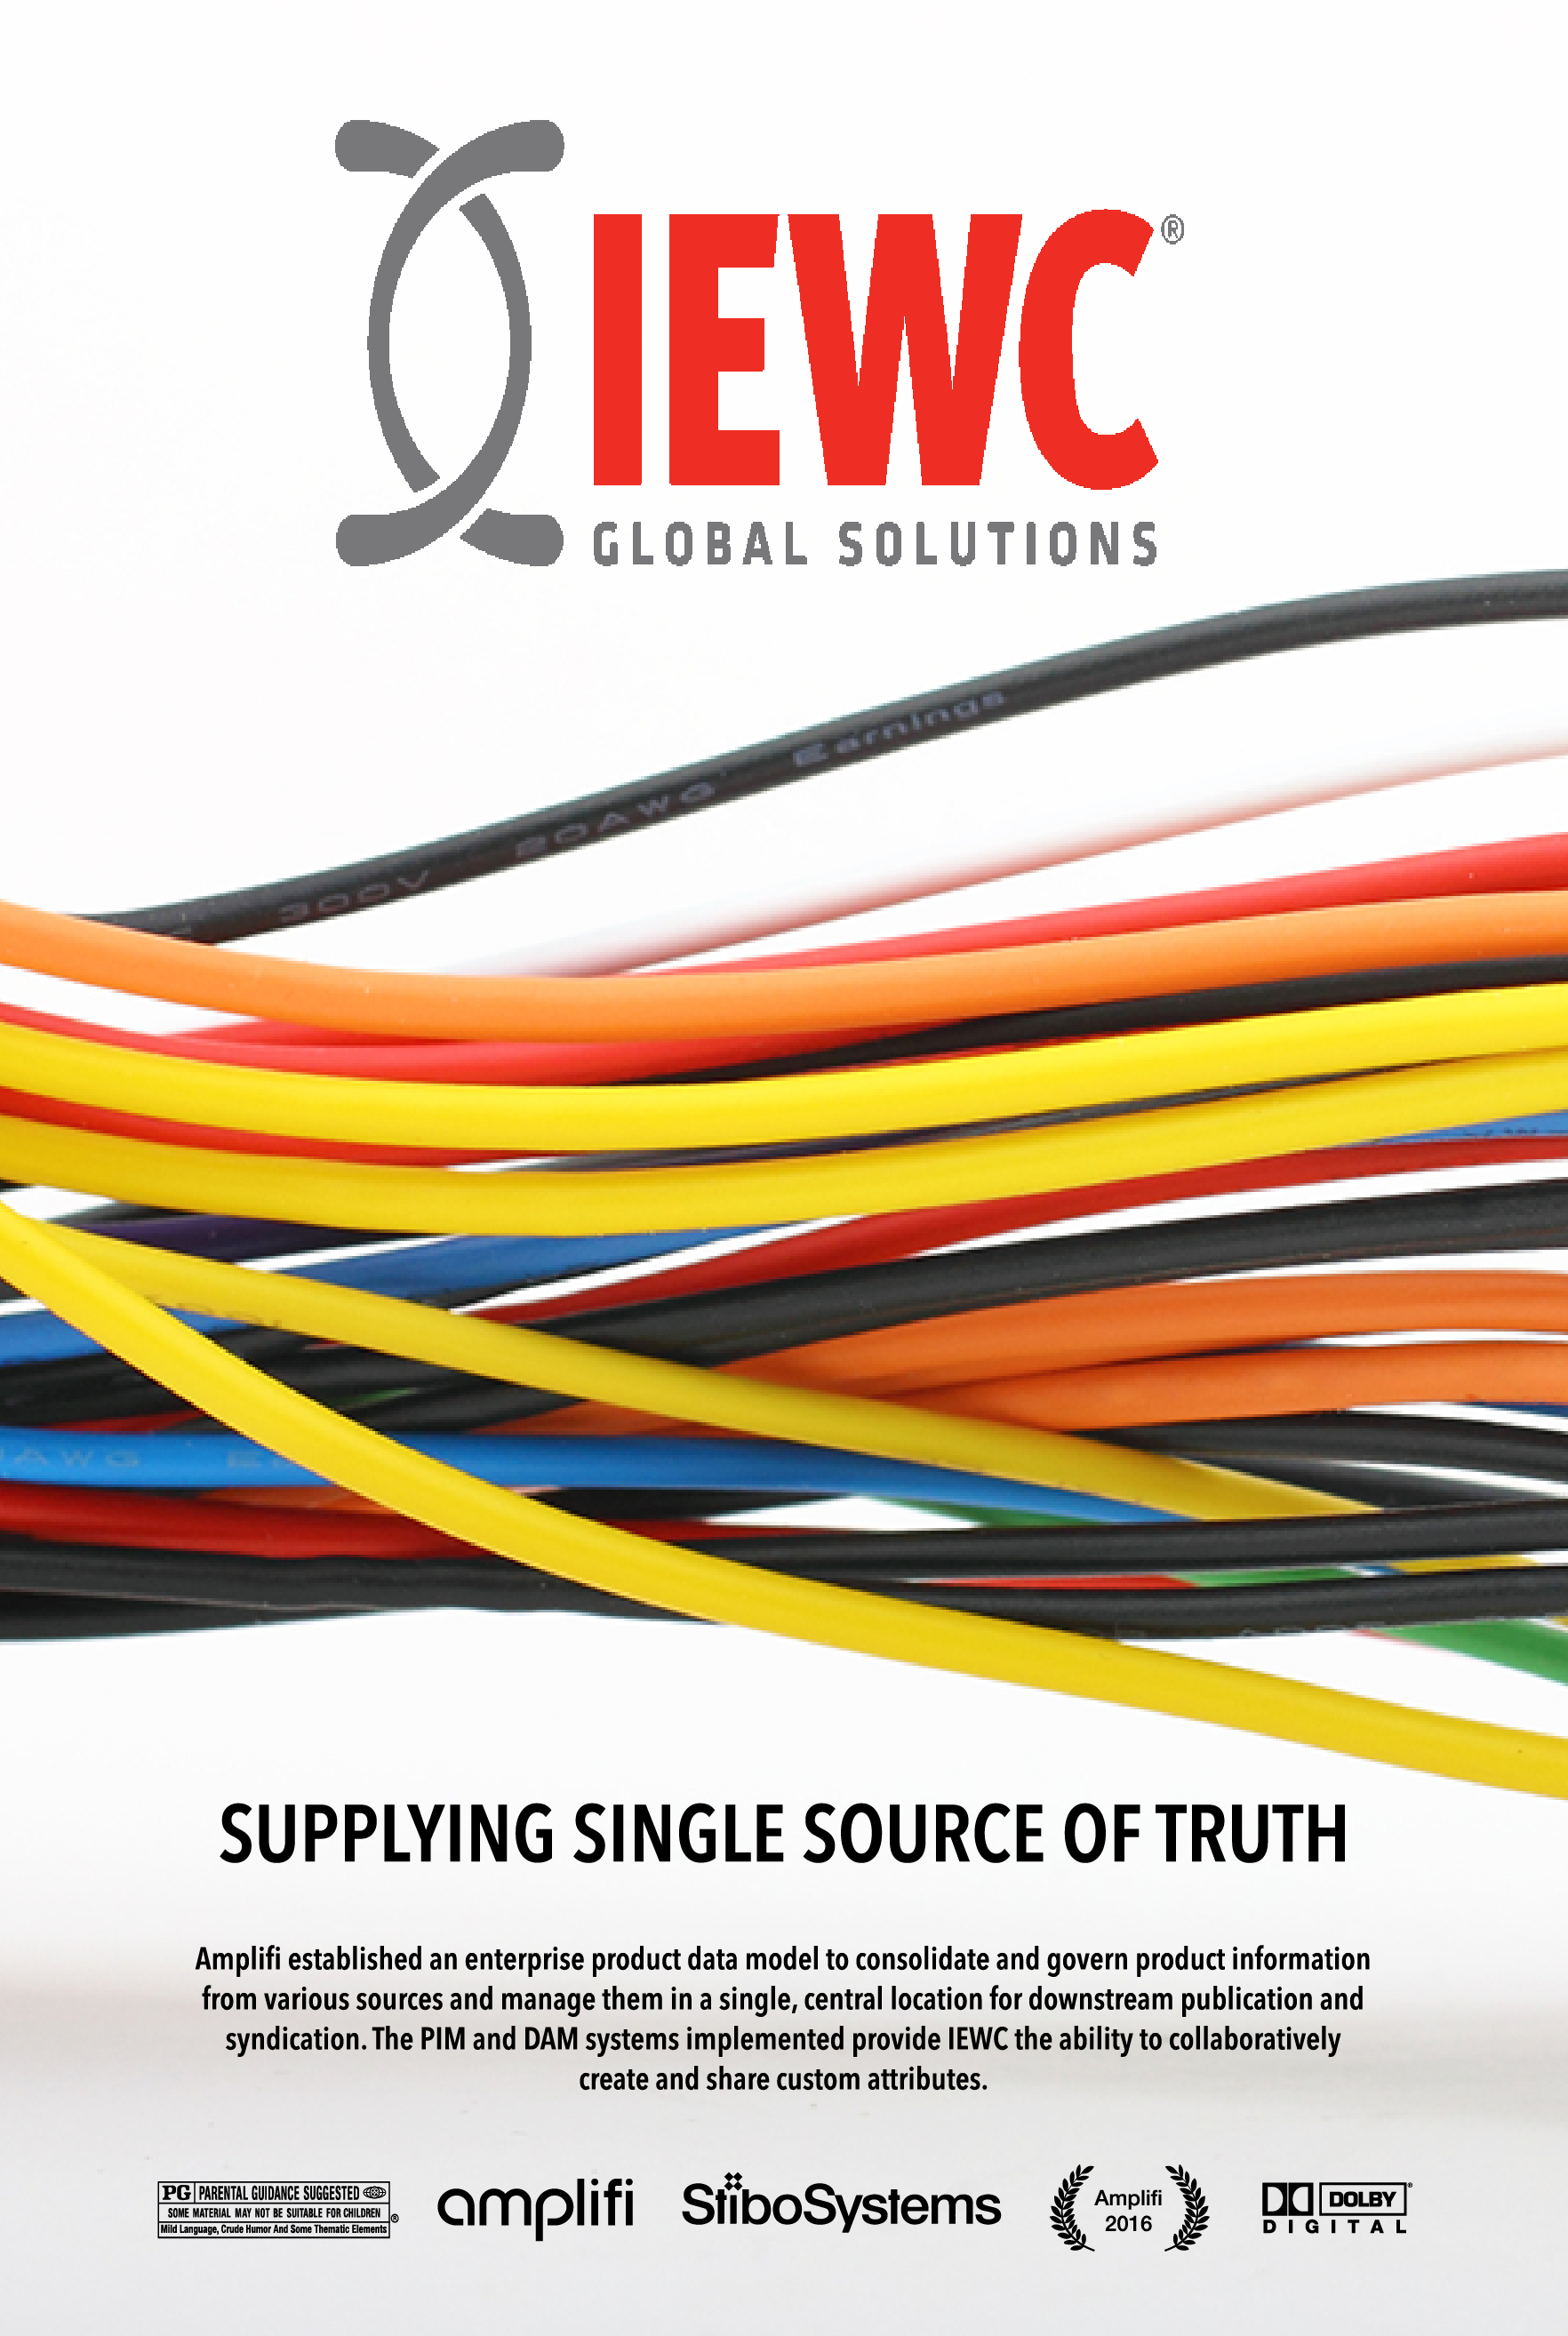 IEWC®
GLOBAL SOLUTIONS
300V 20AWG Earnings
AWG
SUPPLYING SINGLE SOURCE OF TRUTH
Amplifi established an enterprise product data model to consolidate and govern product information
from various sources and manage them in a single, central location for downstream publication and
syndication. The PIM and DAM systems implemented provide IEWC the ability to collaboratively
create and share custom attributes.
PG PARENTAL GUIDANCE SUGGESTED
SOME MATERIAL MAY NOT BE SUITABLE FOR CHILDREN ®
Mild Language, Crude Humor And Some Thematic Elements
amplifi
StiboSystems
Amplifi
2016
DOLBY®
DIGITAL